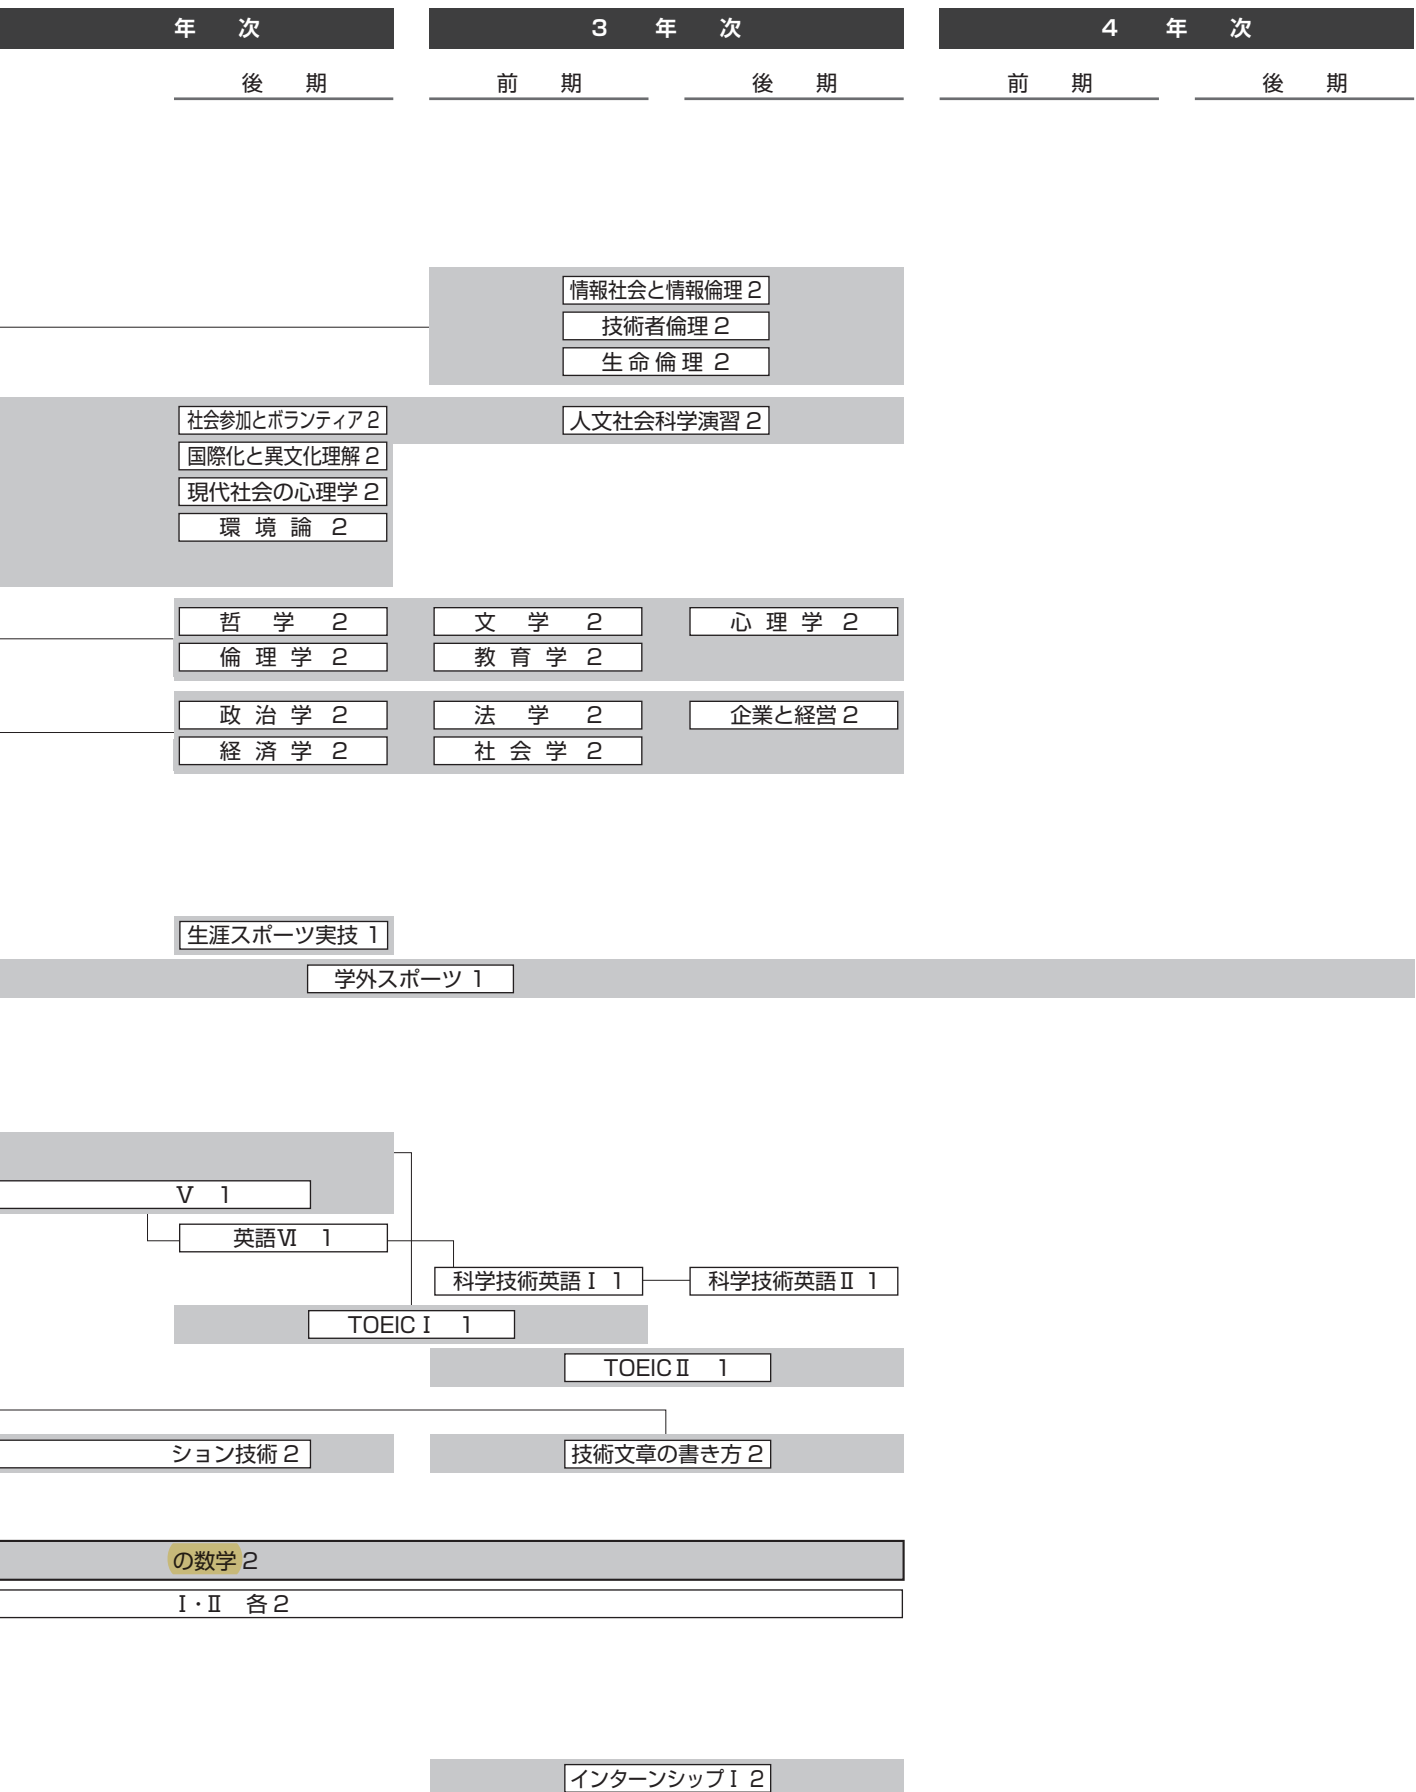 年次 3年次 4年次
後期 前期 後期 前期 後期
情報社会と情報倫理 2
技術者倫理 2
生命倫理 2
社会参加とボランティア 2 人文社会科学演習 2
国際化と異文化理解 2
現代社会の心理学 2
環境論 2
哲学 2 文学 2 心理学 2
倫理学 2 教育学 2
政治学 2 法学 2 企業と経営 2
経済学 2 社会学 2
生涯スポーツ実技 1
学外スポーツ 1
Ⅴ 1
英語Ⅵ 1
科学技術英語Ⅰ 1 科学技術英語Ⅱ 1
TOEICⅠ 1
TOEICⅡ 1
ション技術 2 技術文章の書き方 2
の数学 2
Ⅰ・Ⅱ 各2
インターンシップⅠ 2